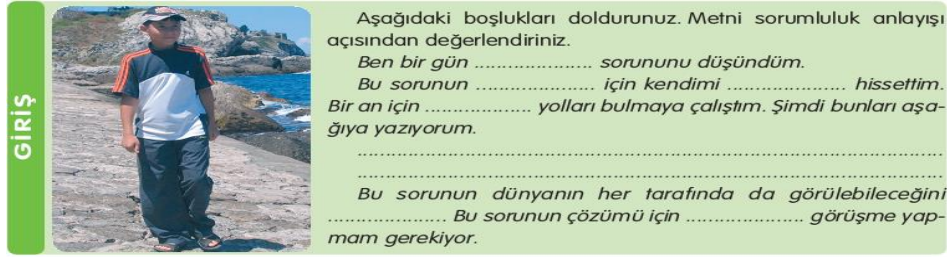 GİRİŞ
Aşağıdaki boşlukları doldurunuz. Metni sorumluluk anlayışı
açısından değerlendiriniz.
Ben bir gün ..................... sorununu düşündüm.
Bu sorunun ..................... için kendimi ..................... hissettim.
Bir an için ................... yolları bulmaya çalıştım. Şimdi bunları aşa-
ğıya yazıyorum.
.........................................................................................................
.........................................................................................................
Bu sorunun dünyanın her tarafında da görülebileceğini
..................... Bu sorunun çözümü için ..................... görüşme yap-
mam gerekiyor.